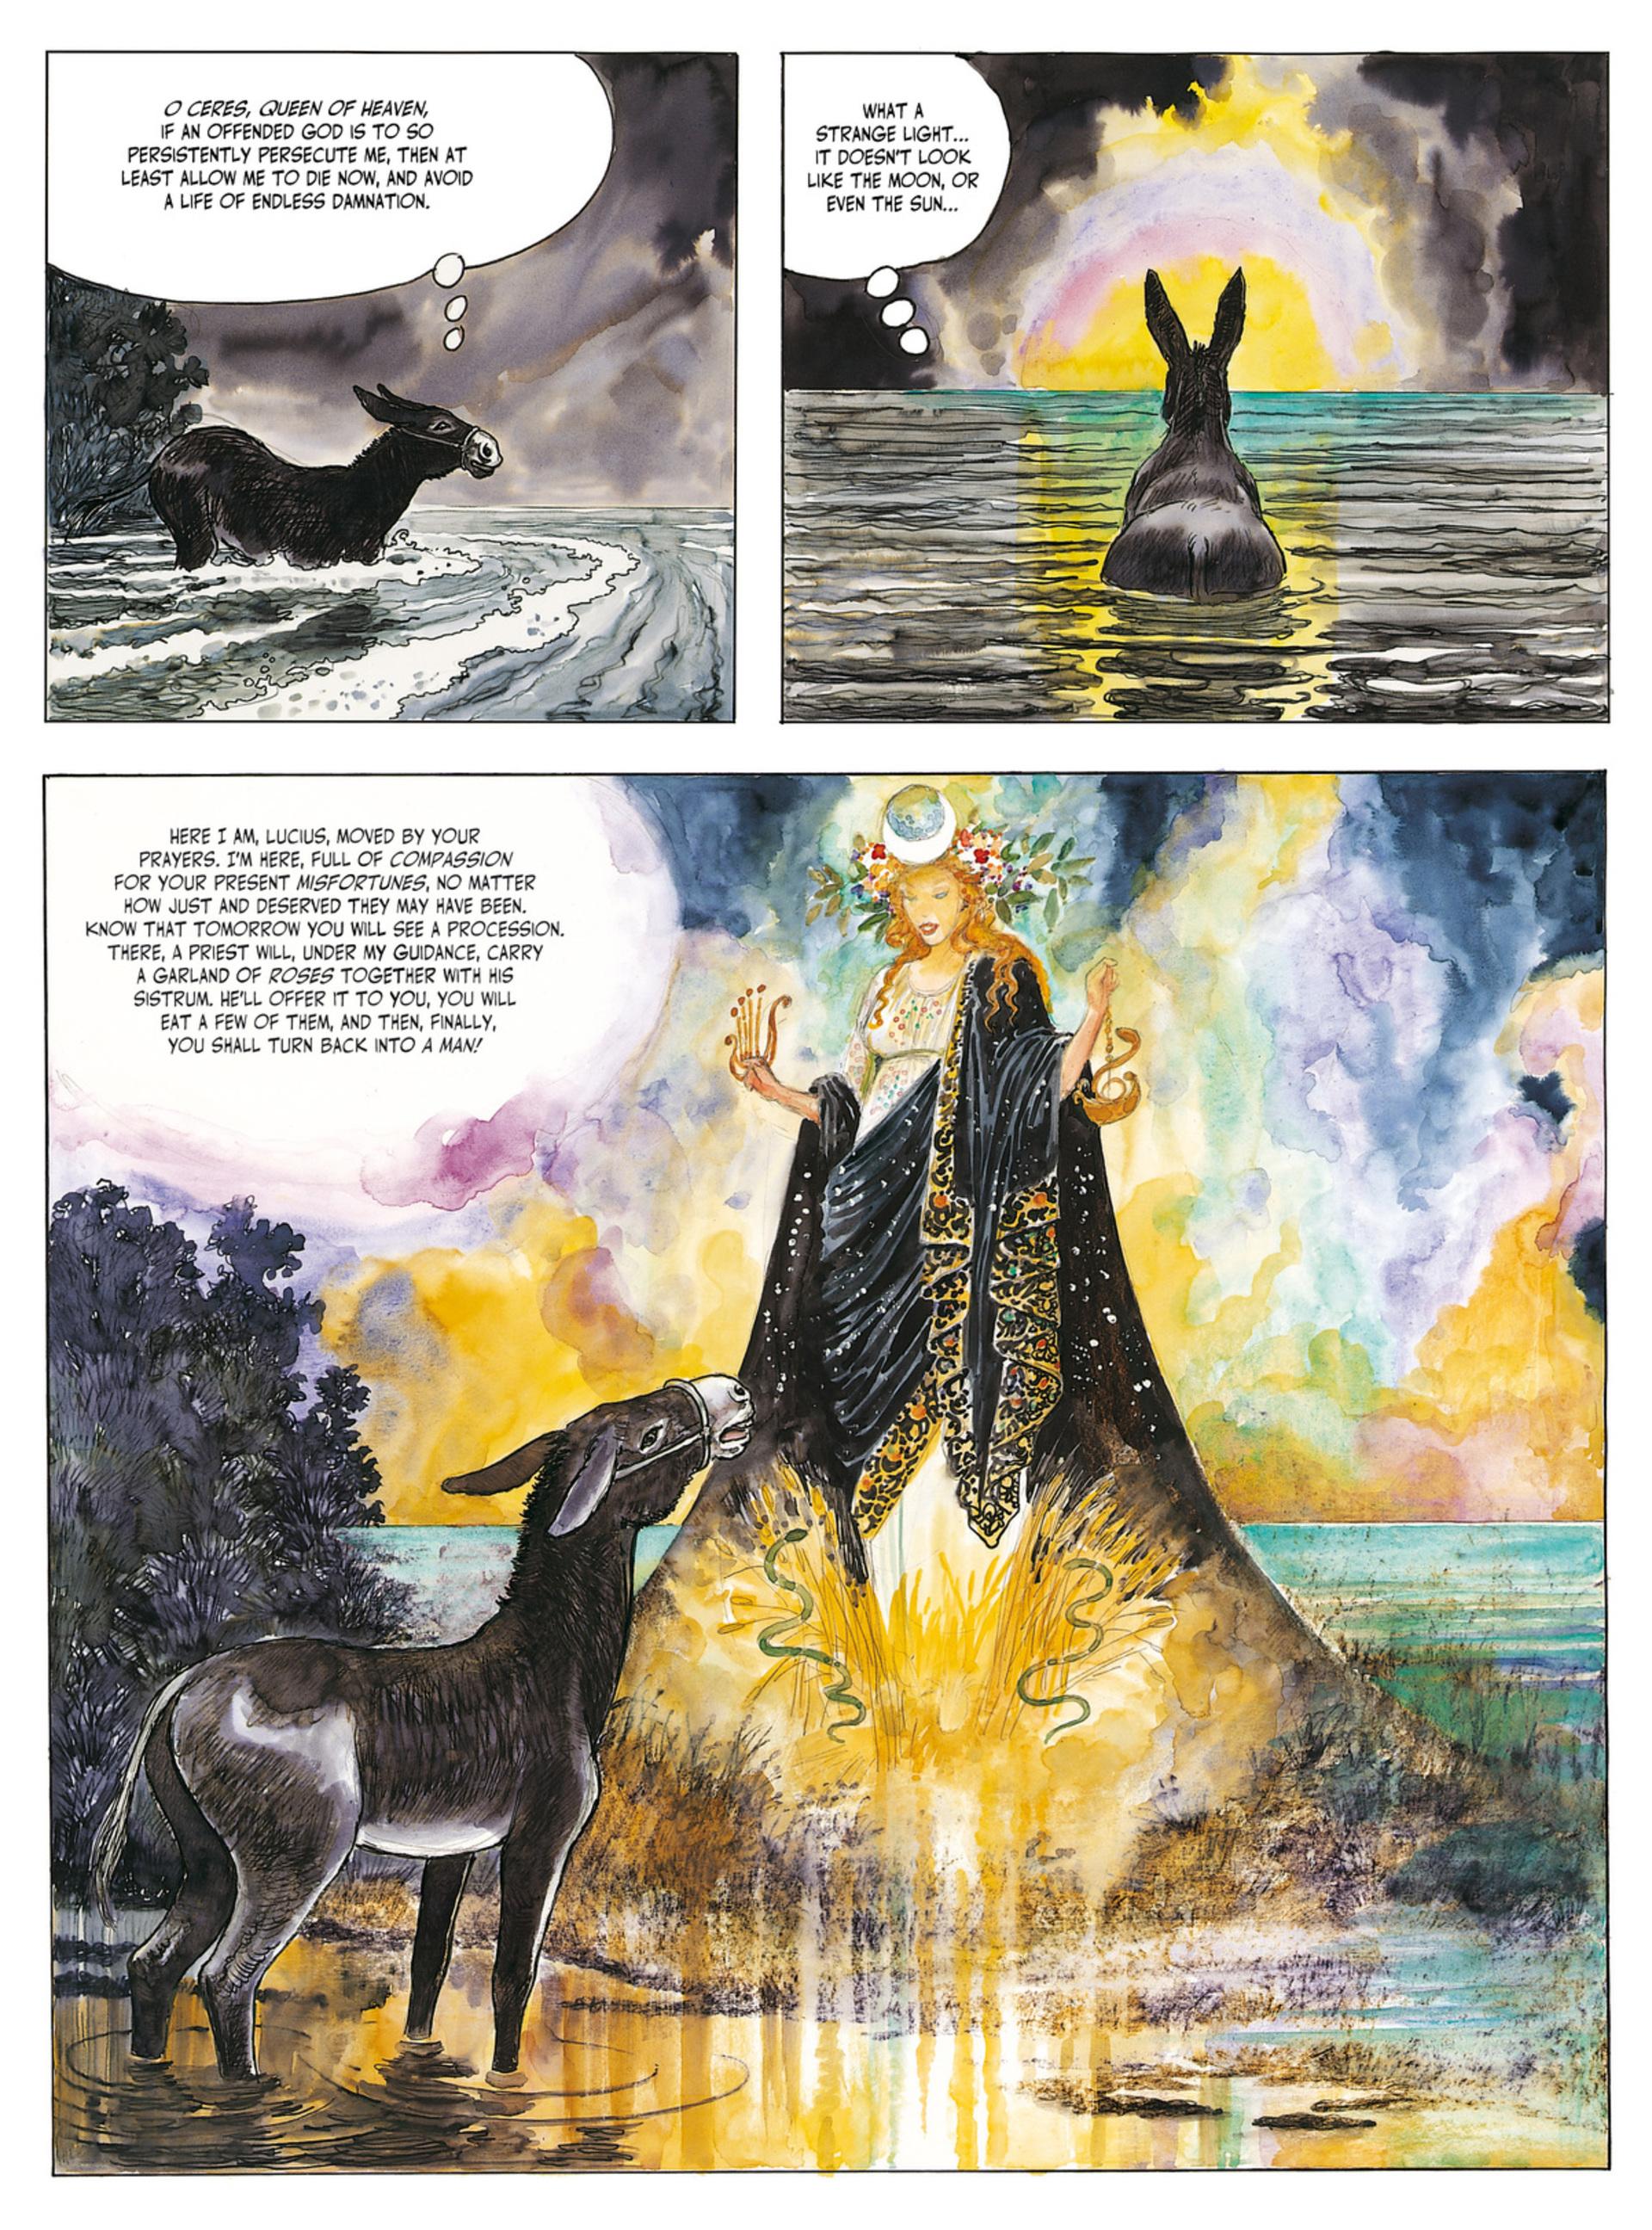 O CERES, QUEEN OF HEAVEN,
IF AN OFFENDED GOD IS TO SO
PERSISTENTLY PERSECUTE ME, THEN AT
LEAST ALLOW ME TO DIE NOW, AND AVOID
A LIFE OF ENDLESS DAMNATION.
WHAT A
STRANGE LIGHT...
IT DOESN'T LOOK
LIKE THE MOON, OR
EVEN THE SUN...
HERE I AM, LUCIUS, MOVED BY YOUR
PRAYERS. I'M HERE, FULL OF COMPASSION
FOR YOUR PRESENT MISFORTUNES, NO MATTER
HOW JUST AND DESERVED THEY MAY HAVE BEEN.
KNOW THAT TOMORROW YOU WILL SEE A PROCESSION.
THERE, A PRIEST WILL, UNDER MY GUIDANCE, CARRY
A GARLAND OF ROSES TOGETHER WITH HIS
SISTRUM. HE'LL OFFER IT TO YOU, YOU WILL
EAT A FEW OF THEM, AND THEN, FINALLY,
YOU SHALL TURN BACK INTO A MAN!